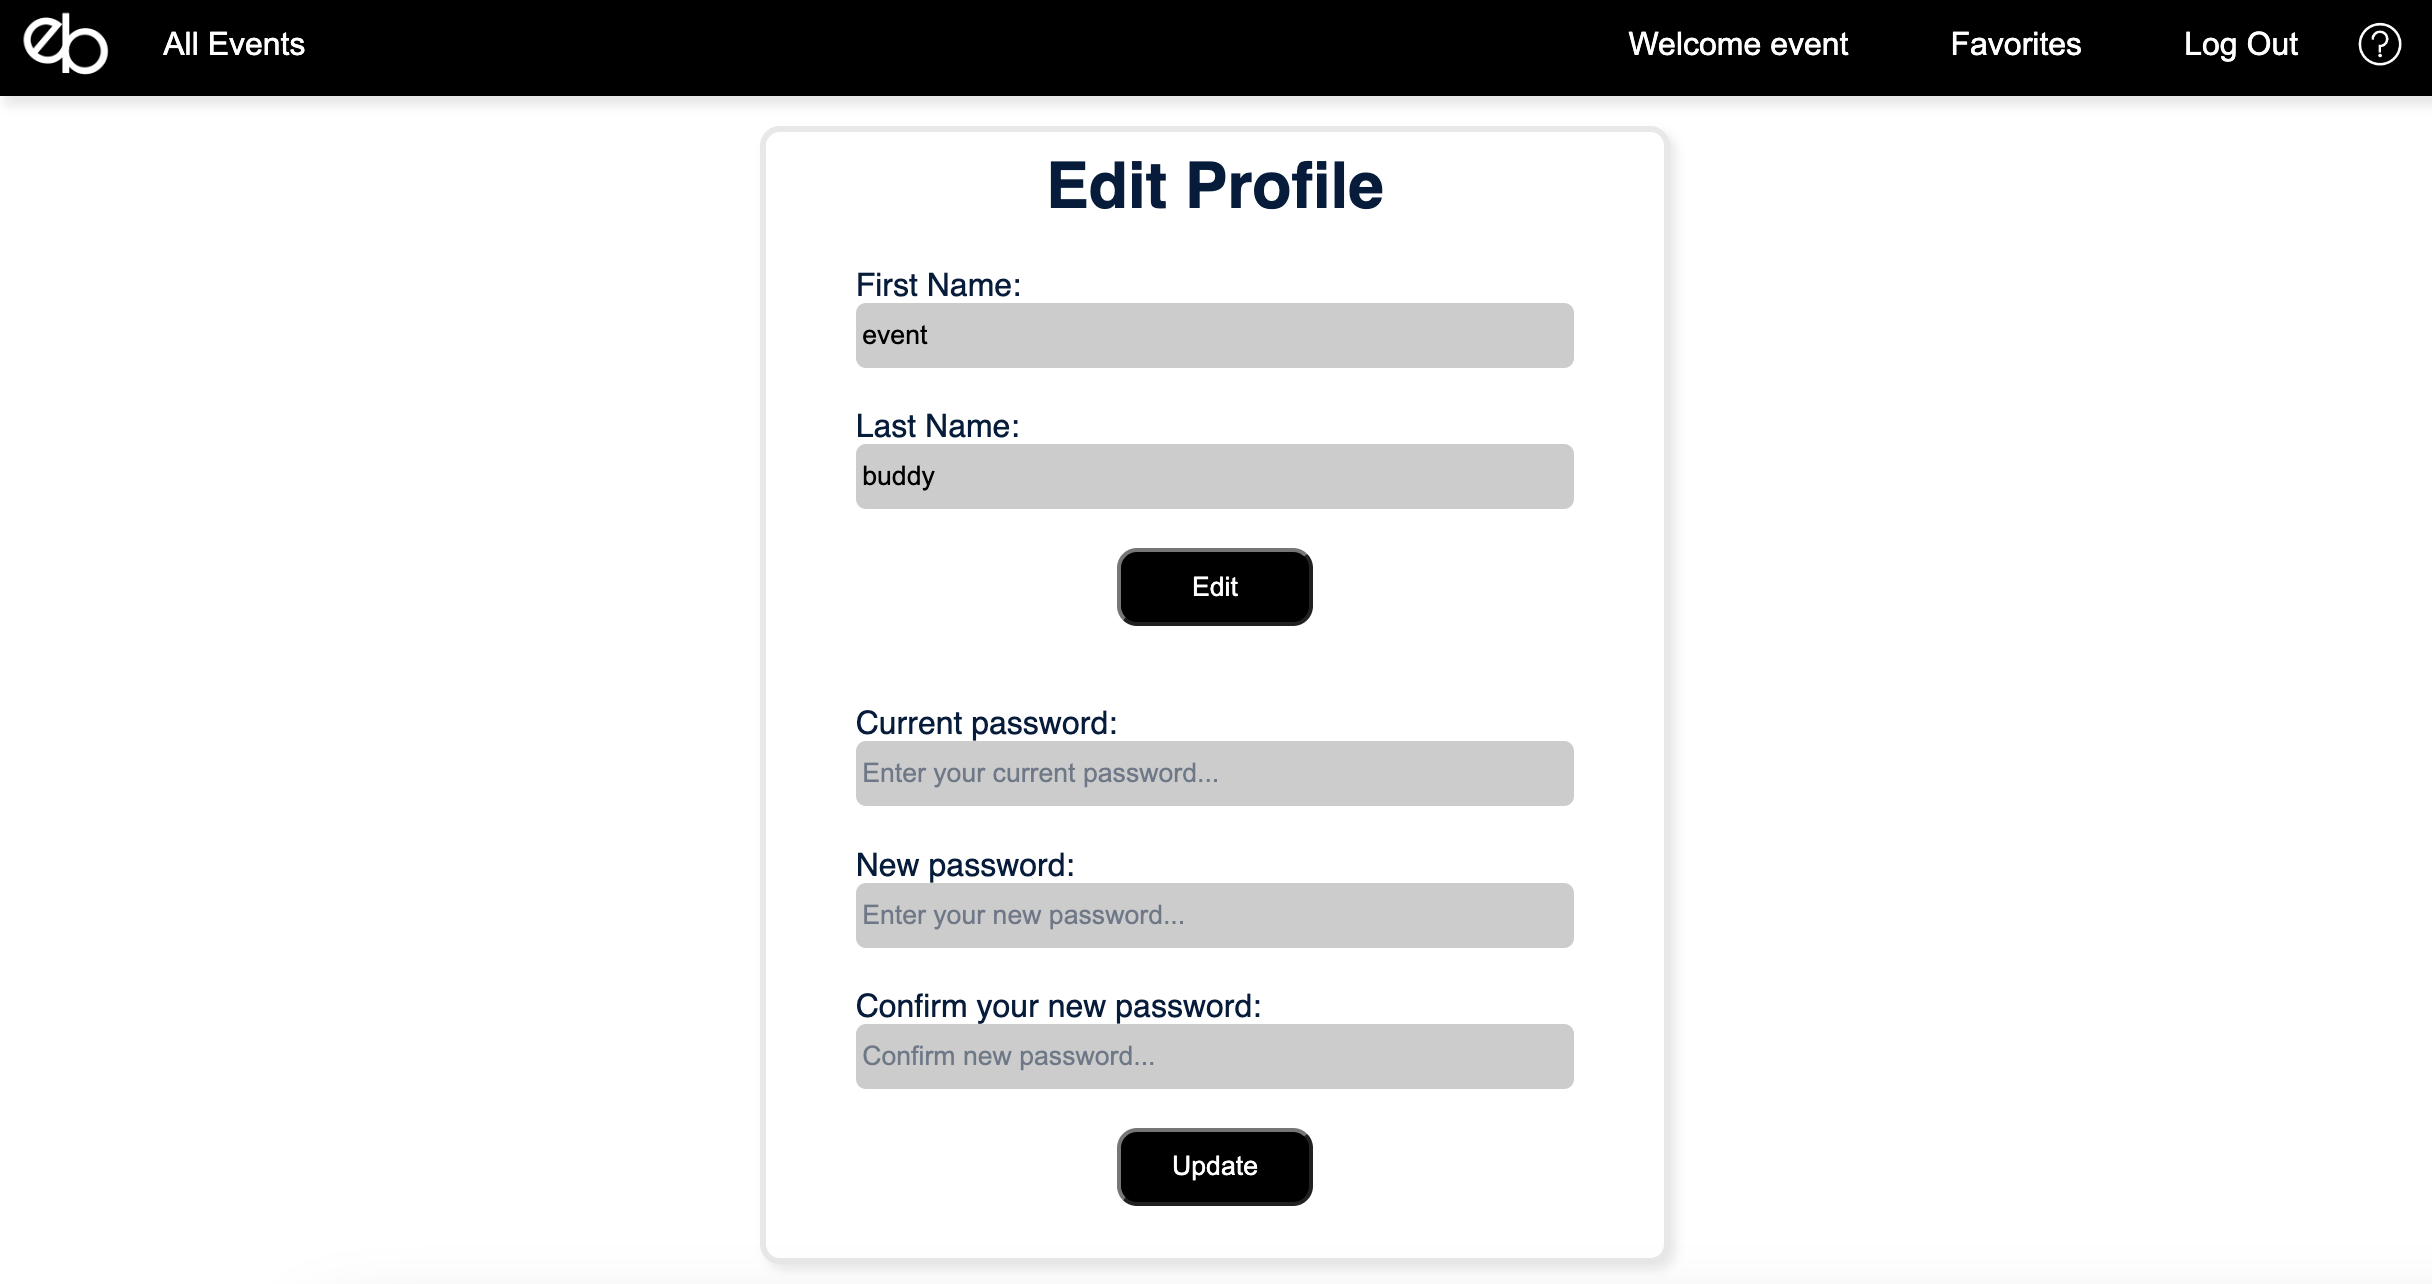 eb
All Events
Welcome event
Favorites
Log Out
?
Edit Profile
First Name:
event
Last Name:
buddy
Edit
Current password:
Enter your current password...
New password:
Enter your new password...
Confirm your new password:
Confirm new password...
Update